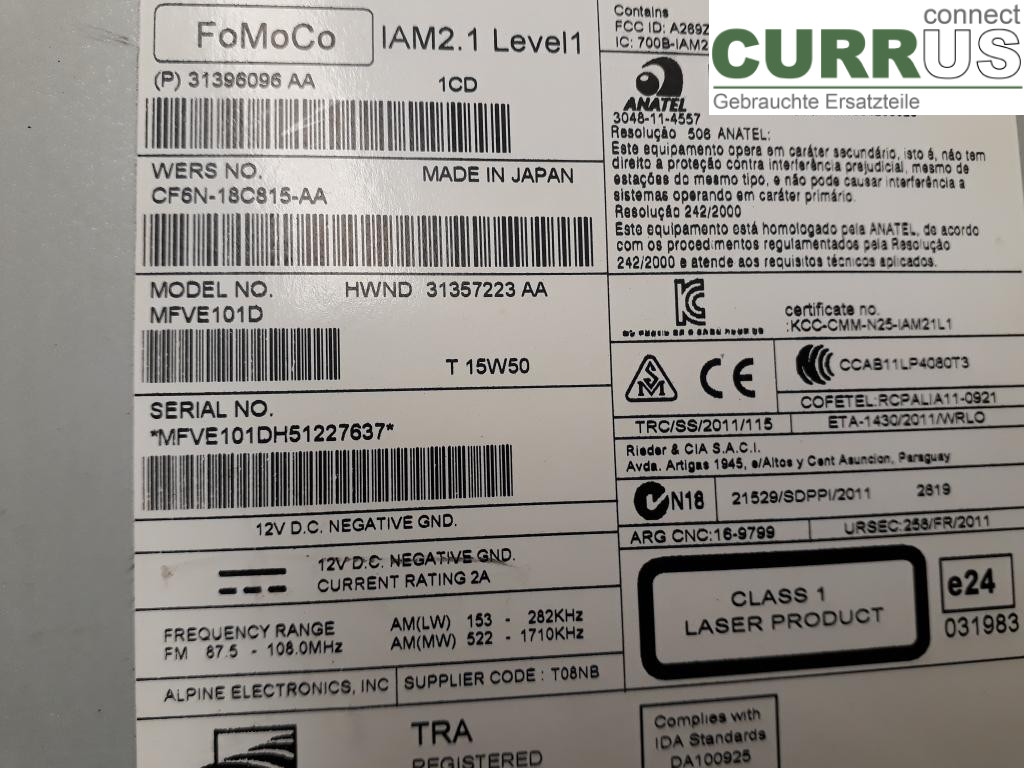 FoMoCo
IAM2.1 Level1
(P) 31396096 AA
1CD
WERS NO.
MADE IN JAPAN
CF6N-18C815-AA
MODEL NO.
HWND 31357223 AA
MFVE101D
T 15W50
SERIAL NO.
*MFVE101DH51227637*
12V D.C. NEGATIVE GND.
12V D.C. NEGATIVE GND.
CURRENT RATING 2A
FREQUENCY RANGE
FM 87.5 - 108.0MHz
AM(LW) 153 - 282KHz
AM(MW) 522 - 1710KHz
ALPINE ELECTRONICS, INC
SUPPLIER CODE : T08NB
TRA
REGISTERED
Contains
FCC ID: A269Z
IC: 700B-IAM2
connect
CURRUS
Gebrauchte Ersatzteile
ANATEL
3048-11-4557
Resolução 506 ANATEL:
Este equipamento opera em caráter secundário, isto é, não tem
direito à proteção contra interferência prejudicial, mesmo de
estações do mesmo tipo, e não pode causar interferência a
sistemas operando em caráter primário.
Resolução 242/2000
Este equipamento está homologado pela ANATEL, de acordo
com os procedimentos regulamentados pela Resolução
242/2000 e atende aos requisitos técnicos aplicados.
certificate no.
:KCC-CMM-N25-IAM21L1
CE
CCAB11LP4080T3
COFETEL:RCPALIA11-0921
TRC/SS/2011/115
ETA-1430/2011/WRLO
Rieder & CIA S.A.C.I.
Avda. Artigas 1945, e/Altos y Cent Asuncion, Paraguay
N18
21529/SDPPI/2011 2819
ARG CNC:16-9799
URSEC:258/FR/2011
CLASS 1
LASER PRODUCT
e24
031983
Complies with
IDA Standards
DA100925